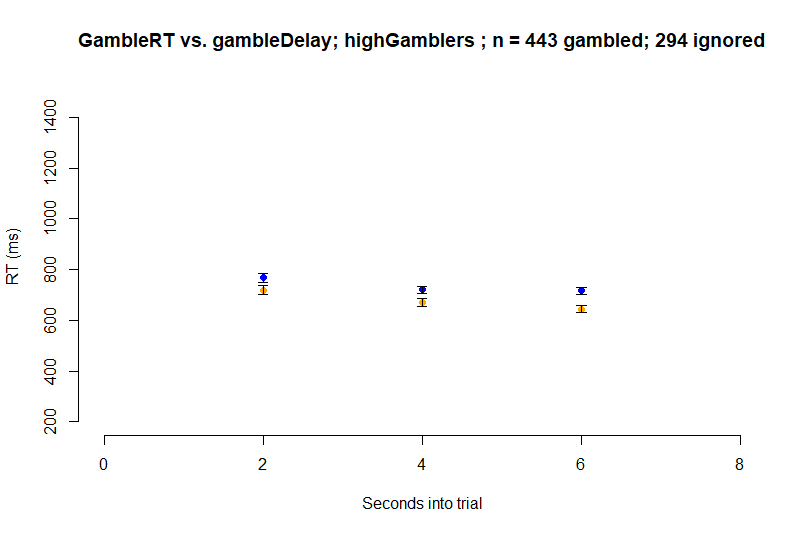 GambleRT vs. gambleDelay; highGamblers ; n = 443 gambled; 294 ignored
1400
1200
1000
800
600
400
200
RT (ms)
0 2 4 6 8
Seconds into trial